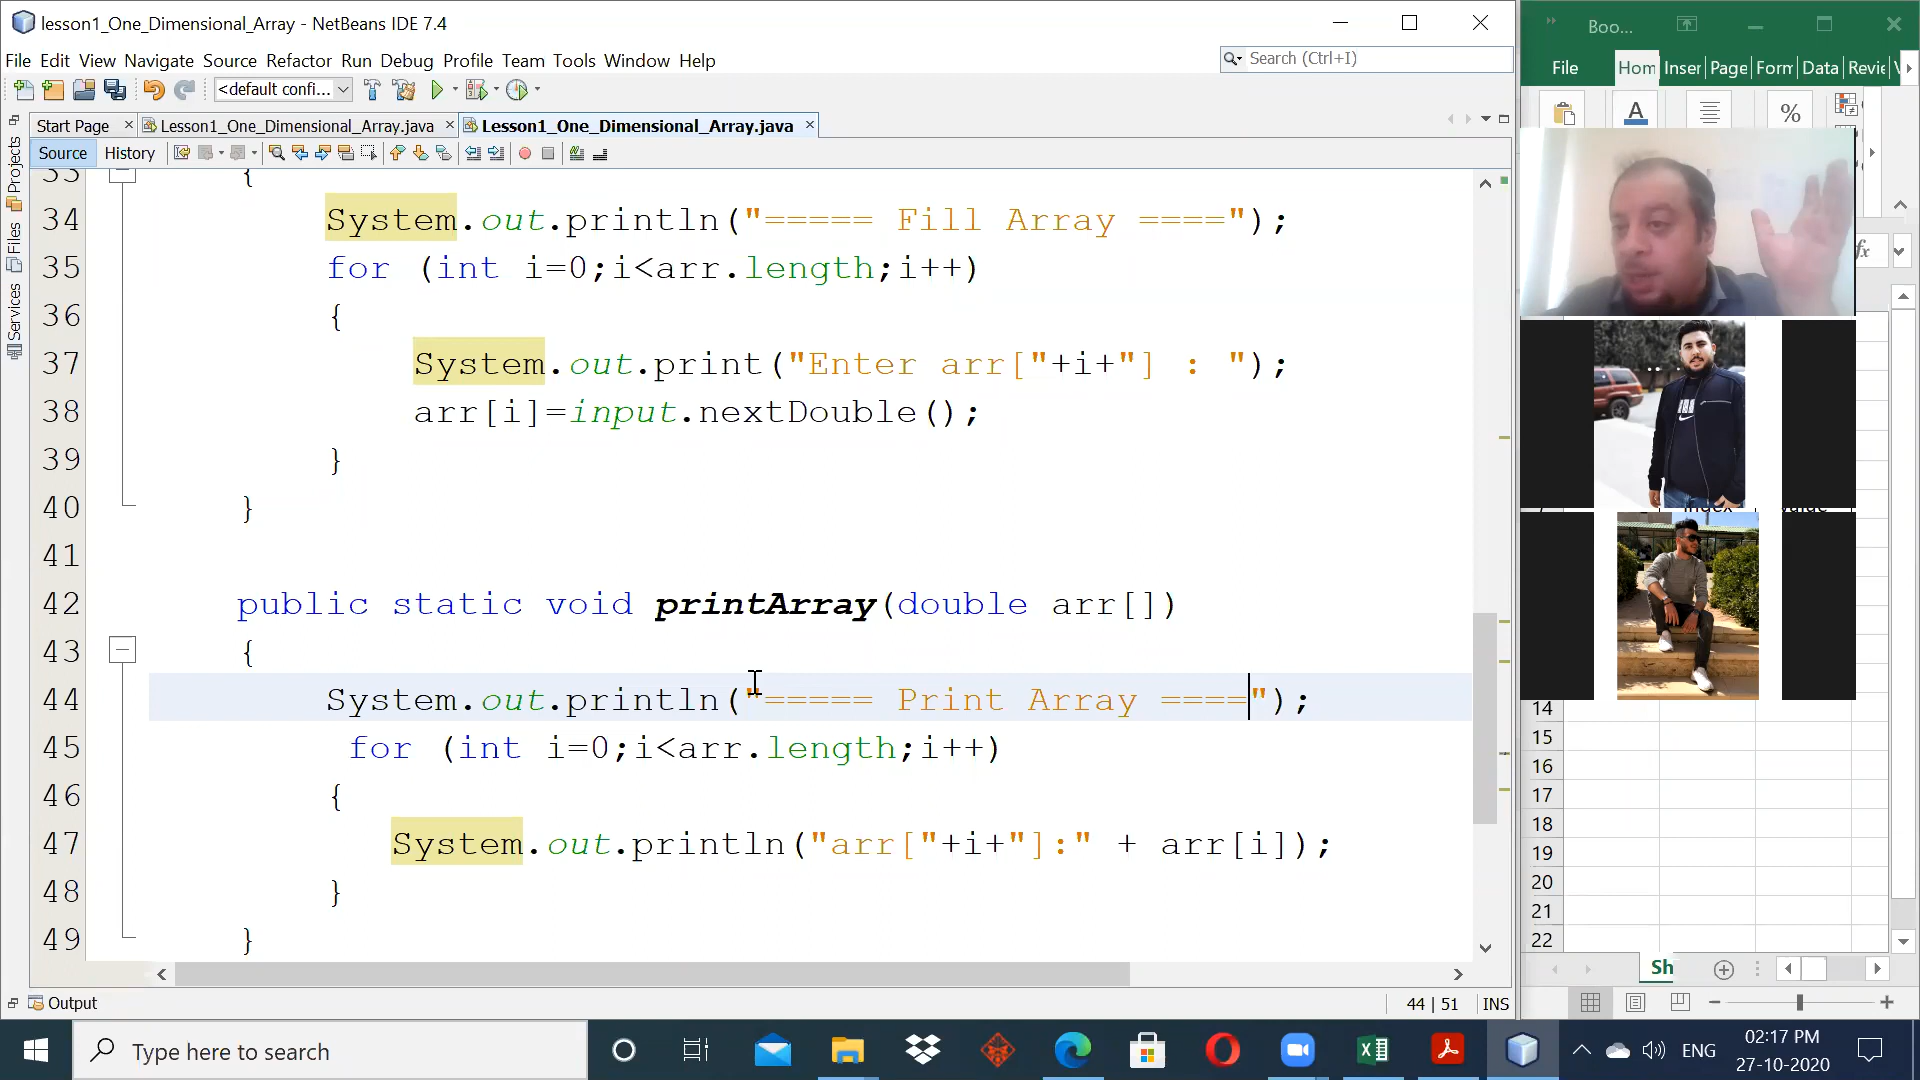 lesson1_One_Dimensional_Array - NetBeans IDE 7.4
File Edit View Navigate Source Refactor Run Debug Profile Team Tools Window Help
Search (Ctrl+I)
<default confi...
Start Page
Lesson1_One_Dimensional_Array.java
Lesson1_One_Dimensional_Array.java
Source
History
Projects
Files
Services
33 {
34 System.out.println("===== Fill Array ====");
35 for (int i=0;i<arr.length;i++)
36 {
37 System.out.print("Enter arr["+i+"] : ");
38 arr[i]=input.nextDouble();
39 }
40 }
41
42 public static void printArray(double arr[])
43 {
44 System.out.println("===== Print Array ====");
45 for (int i=0;i<arr.length;i++)
46 {
47 System.out.println("arr["+i+"]:" + arr[i]);
48 }
49 }
Output
44 | 51 INS
Boo...
File Hom Inser Page Form Data Revie
%
fx
14
15
16
17
18
19
20
21
22
Sh
Type here to search
ENG
02:17 PM
27-10-2020